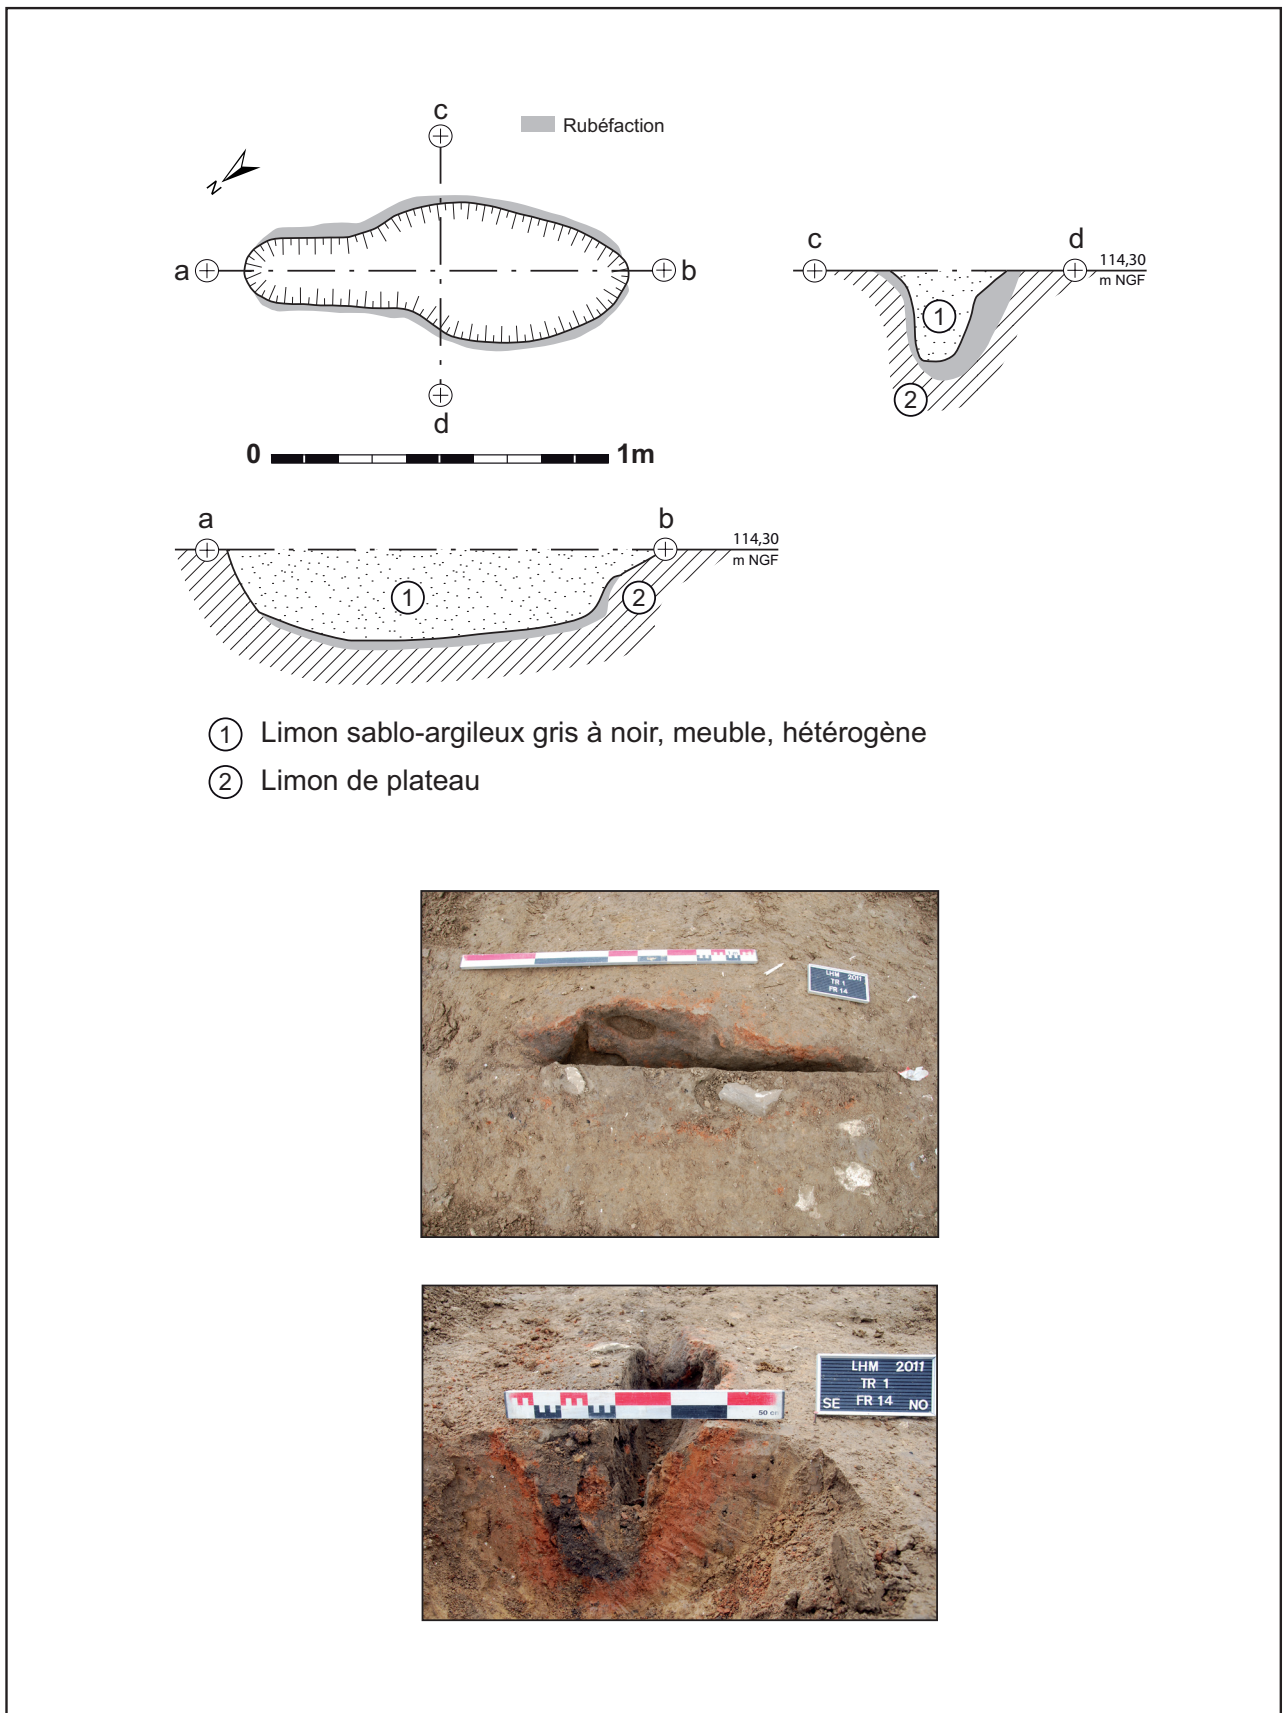 c
Rubéfaction
N
a
b
d
0
1m
c
d
114,30
m NGF
1
2
a
b
114,30
m NGF
1
2
1 Limon sablo-argileux gris à noir, meuble, hétérogène
2 Limon de plateau
LHM 2011
TR 1
FR 14
LHM 2011
TR 1
SE FR 14 NO
50 cm